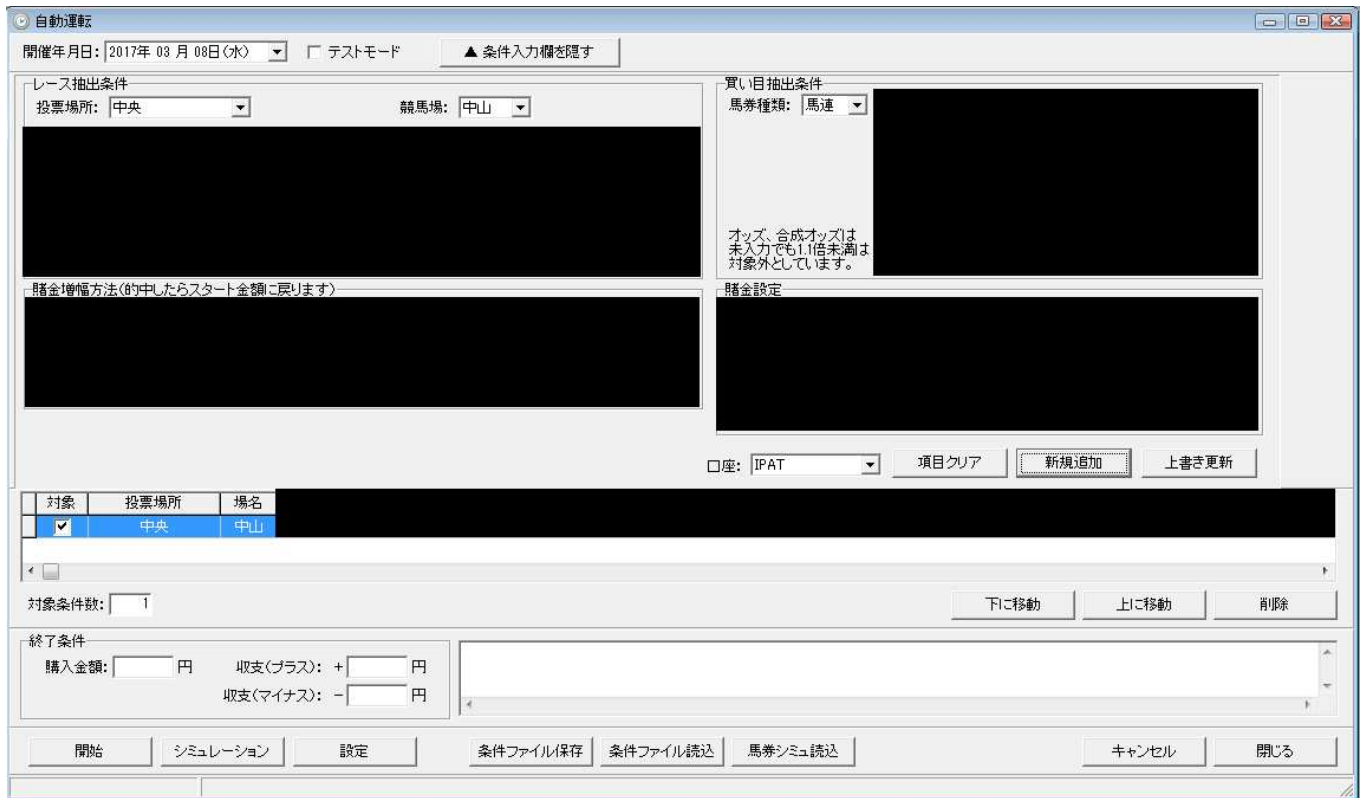 自動運転
開催年月日: 2017年 03 月 08日(水) テストモード ▲ 条件入力欄を隠す
レース抽出条件
投票場所: 中央 競馬場: 中山
買い目抽出条件
馬券種類: 馬連
オッズ、合成オッズは
未入力でも1.1倍未満は
対象外としています。
賭金増幅方法(的中したらスタート金額に戻ります)
賭金設定
口座: IPAT 項目クリア 新規追加 上書き更新
対象 投票場所 場名
中央 中山
対象条件数: 1 下に移動 上に移動 削除
終了条件
購入金額: 円 収支(プラス): + 円
収支(マイナス): - 円
開始 シミュレーション 設定 条件ファイル保存 条件ファイル読込 馬券シミュ読込 キャンセル 閉じる